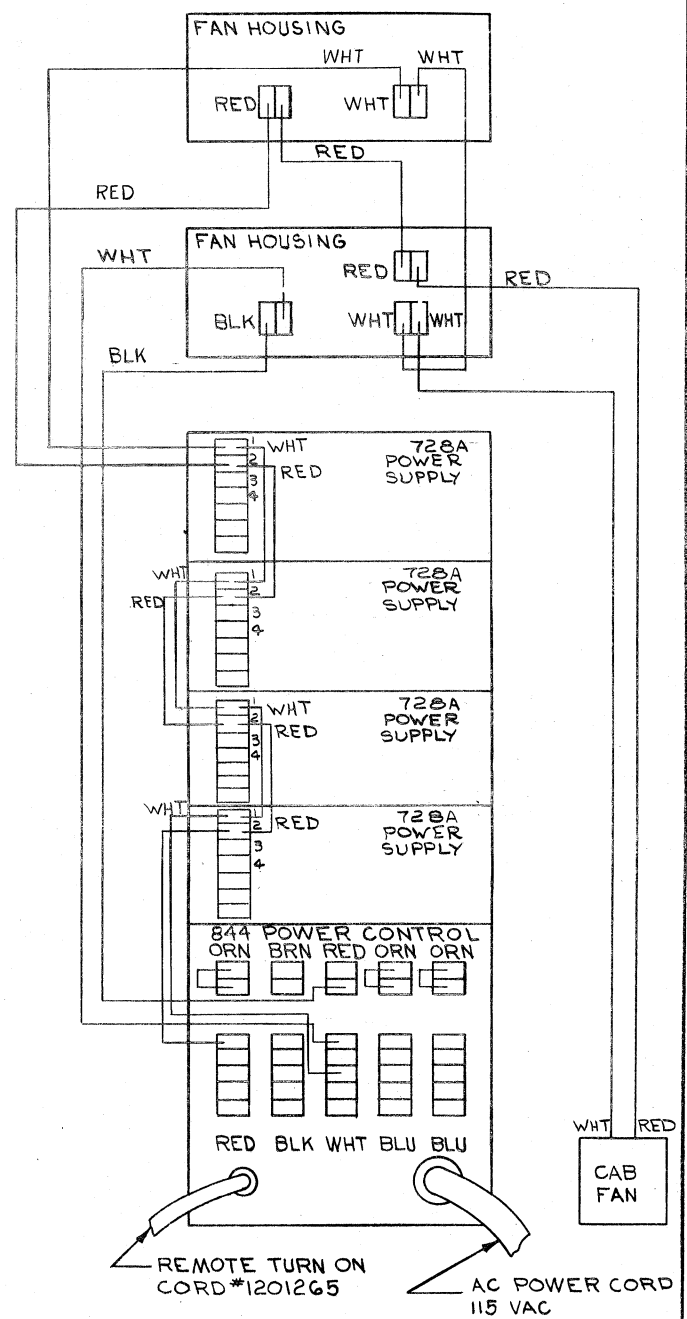 FAN HOUSING
WHT
WHT
RED
WHT
RED
RED
FAN HOUSING
WHT
RED
RED
BLK
WHT
WHT
BLK
1
WHT
728A
2
RED
POWER
3
SUPPLY
4
WHT
1
728A
RED
2
POWER
3
SUPPLY
4
1
WHT
728A
2
RED
POWER
3
SUPPLY
4
WHT
1
728A
2
RED
POWER
3
SUPPLY
4
844 POWER CONTROL
ORN BRN RED ORN ORN
RED BLK WHT BLU BLU
WHT
RED
CAB
FAN
REMOTE TURN ON
CORD #1201265
AC POWER CORD
115 VAC